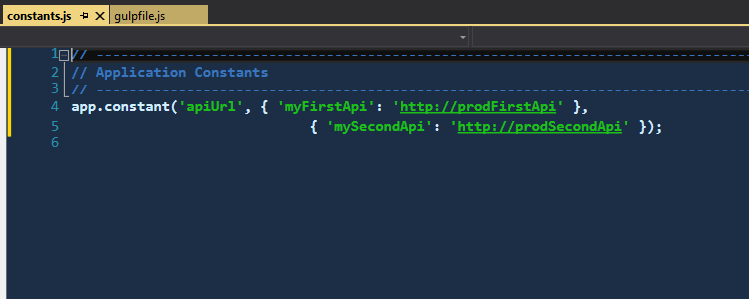 constants.js
gulpfile.js
1 // --------------------------------------------------------------------------------
2 // Application Constants
3 // --------------------------------------------------------------------------------
4 app.constant('apiUrl', { 'myFirstApi': 'http://prodFirstApi' },
5 { 'mySecondApi': 'http://prodSecondApi' });
6